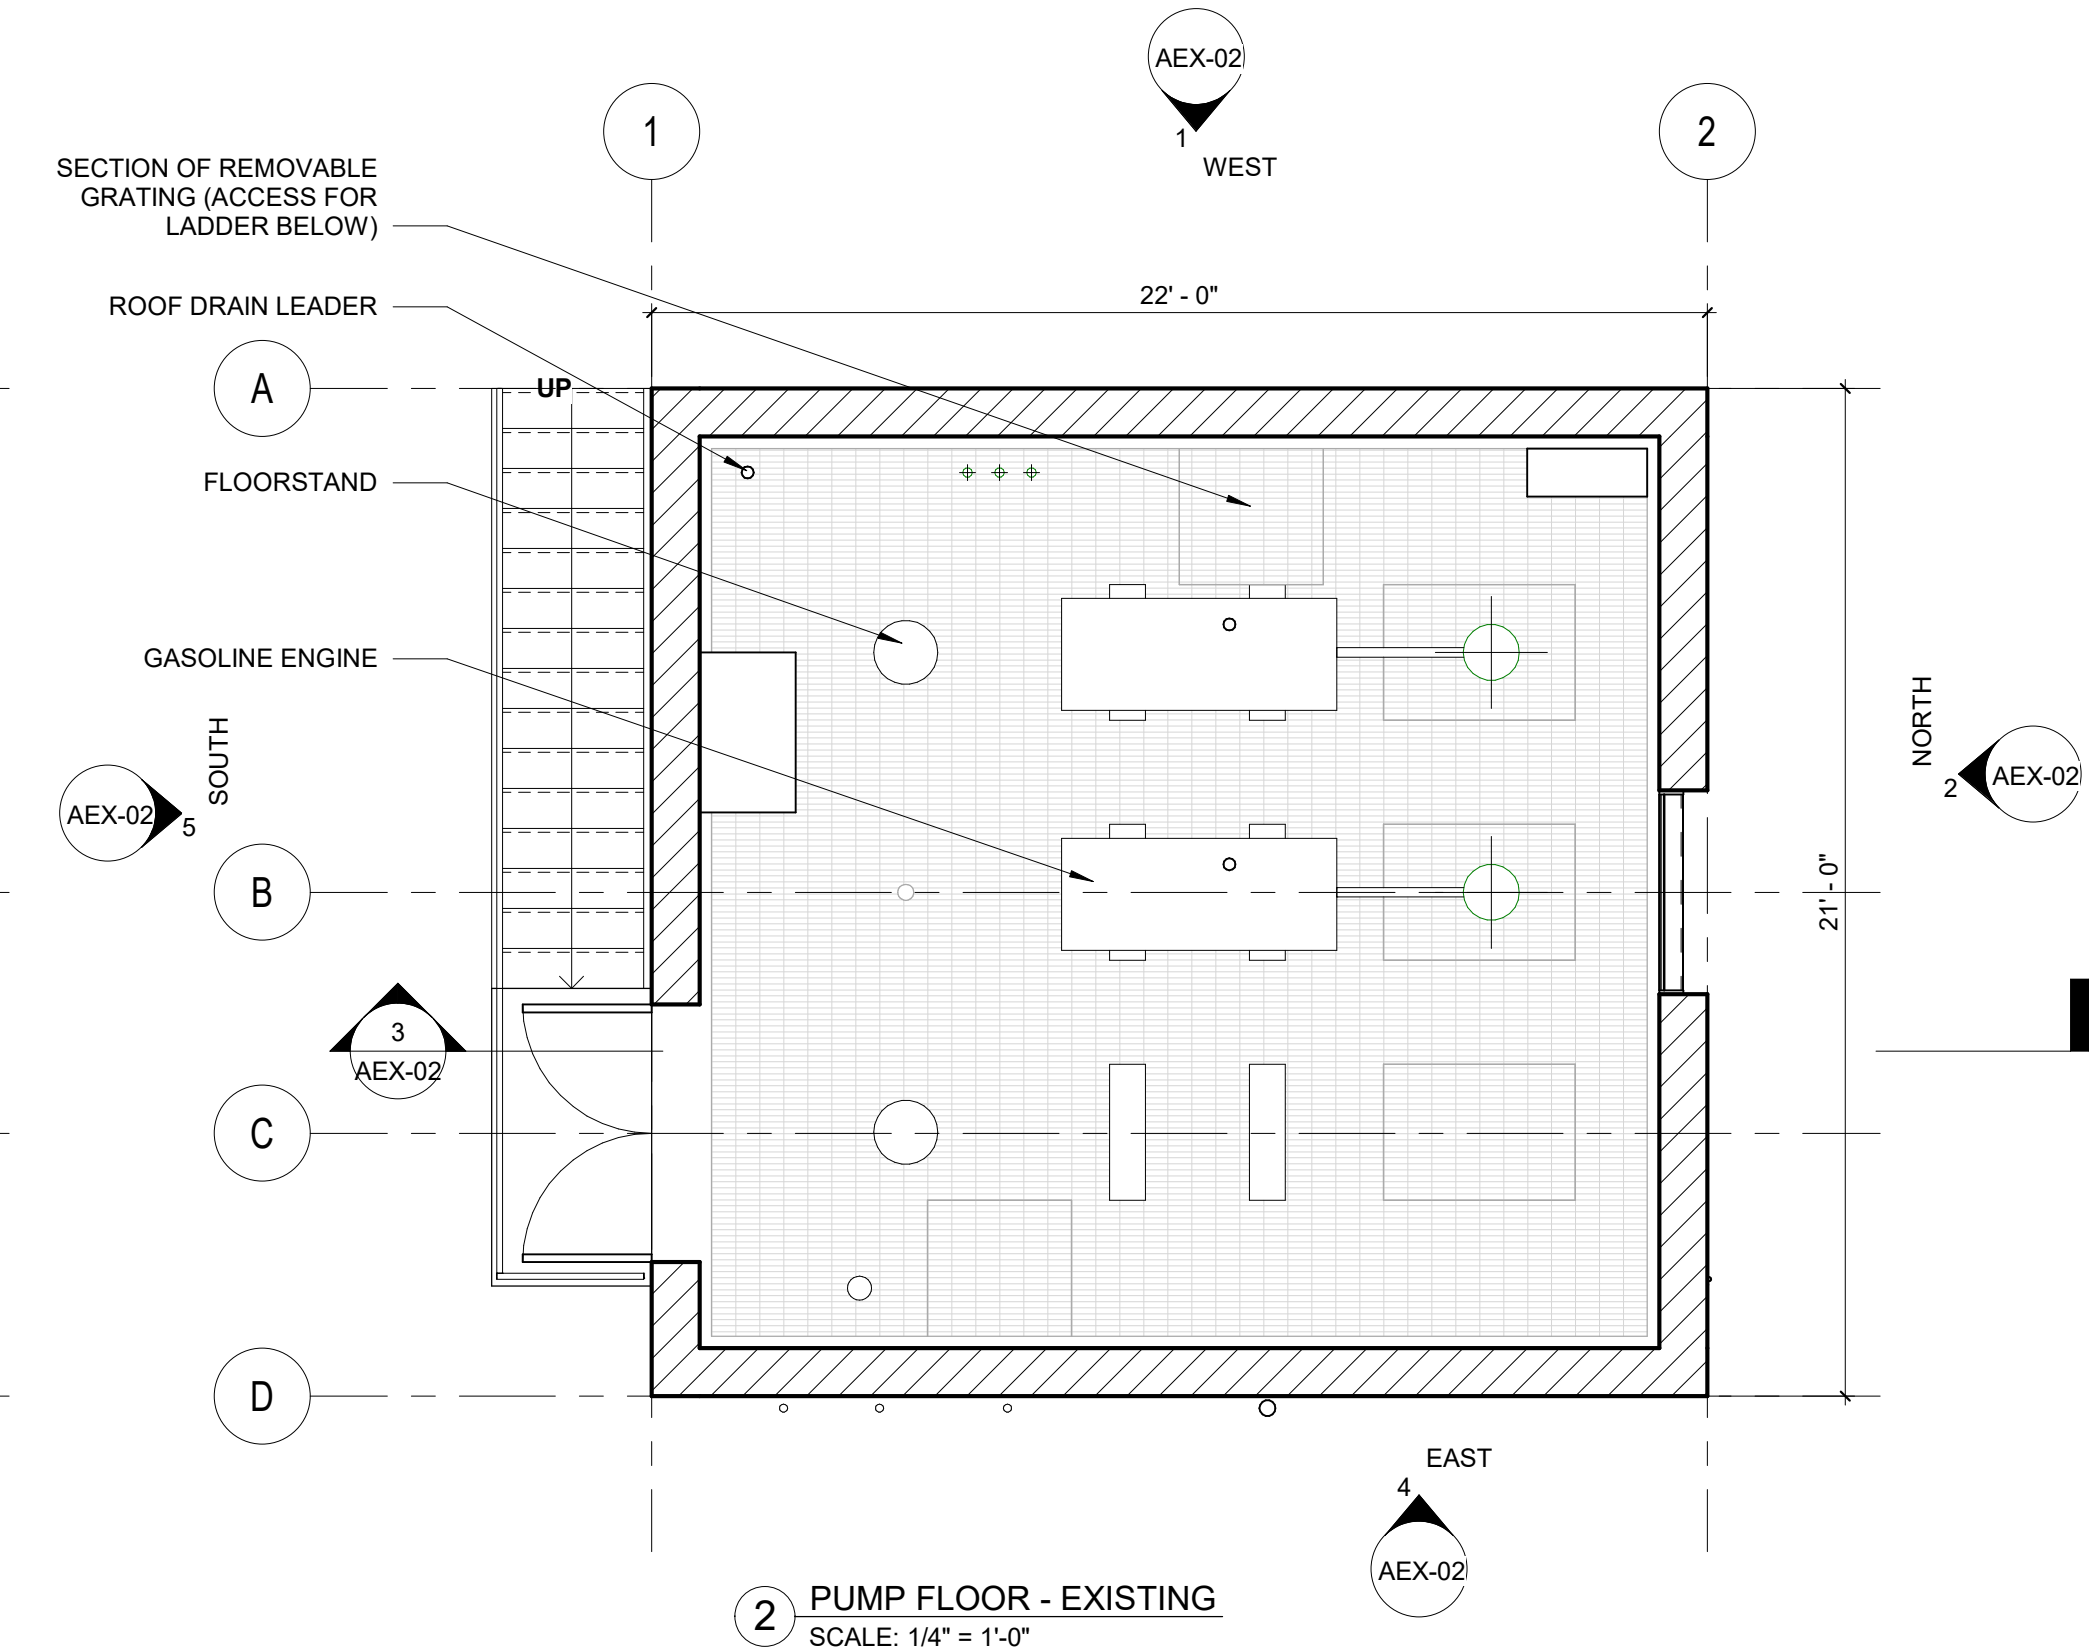 AEX-02
1
WEST
1
2
SECTION OF REMOVABLE
GRATING (ACCESS FOR
LADDER BELOW)
ROOF DRAIN LEADER
22' - 0"
A
UP
FLOORSTAND
GASOLINE ENGINE
SOUTH
AEX-02
5
NORTH
2
AEX-02
B
21' - 0"
3
AEX-02
C
D
EAST
4
AEX-02
2
PUMP FLOOR - EXISTING
SCALE: 1/4" = 1'-0"